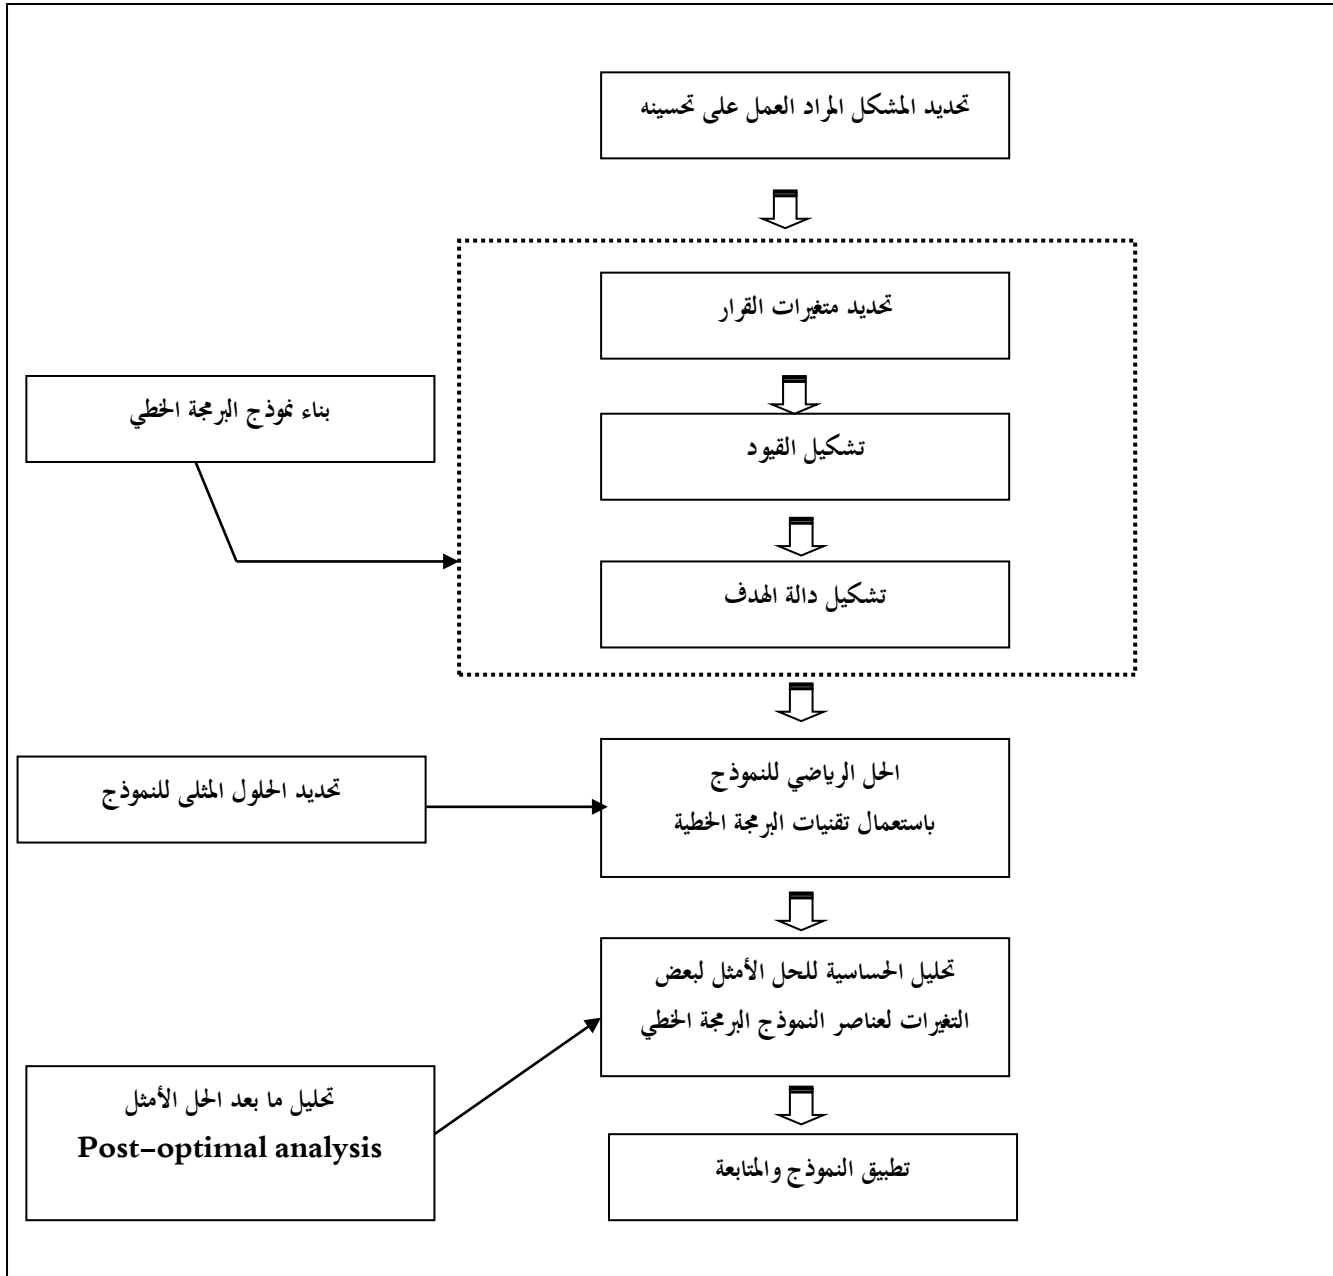 تحديد المشكل المراد العمل على تحسينه
تحديد متغيرات القرار
بناء نموذج البرمجة الخطي
تشكيل القيود
تشكيل دالة الهدف
الحل الرياضي للنموذج
باستعمال تقنيات البرمجة الخطية
تحديد الحلول المثلى للنموذج
تحليل الحساسية للحل الأمثل لبعض
التغيرات لعناصر النموذج البرمجة الخطي
تحليل ما بعد الحل الأمثل
Post-optimal analysis
تطبيق النموذج والمتابعة